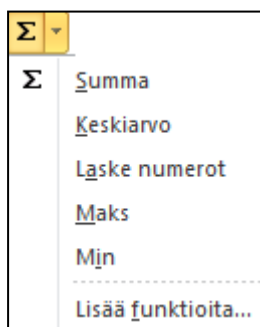 Σ
Σ Summa
Keskiarvo
Laske numerot
Maks
Min
Lisää funktioita...